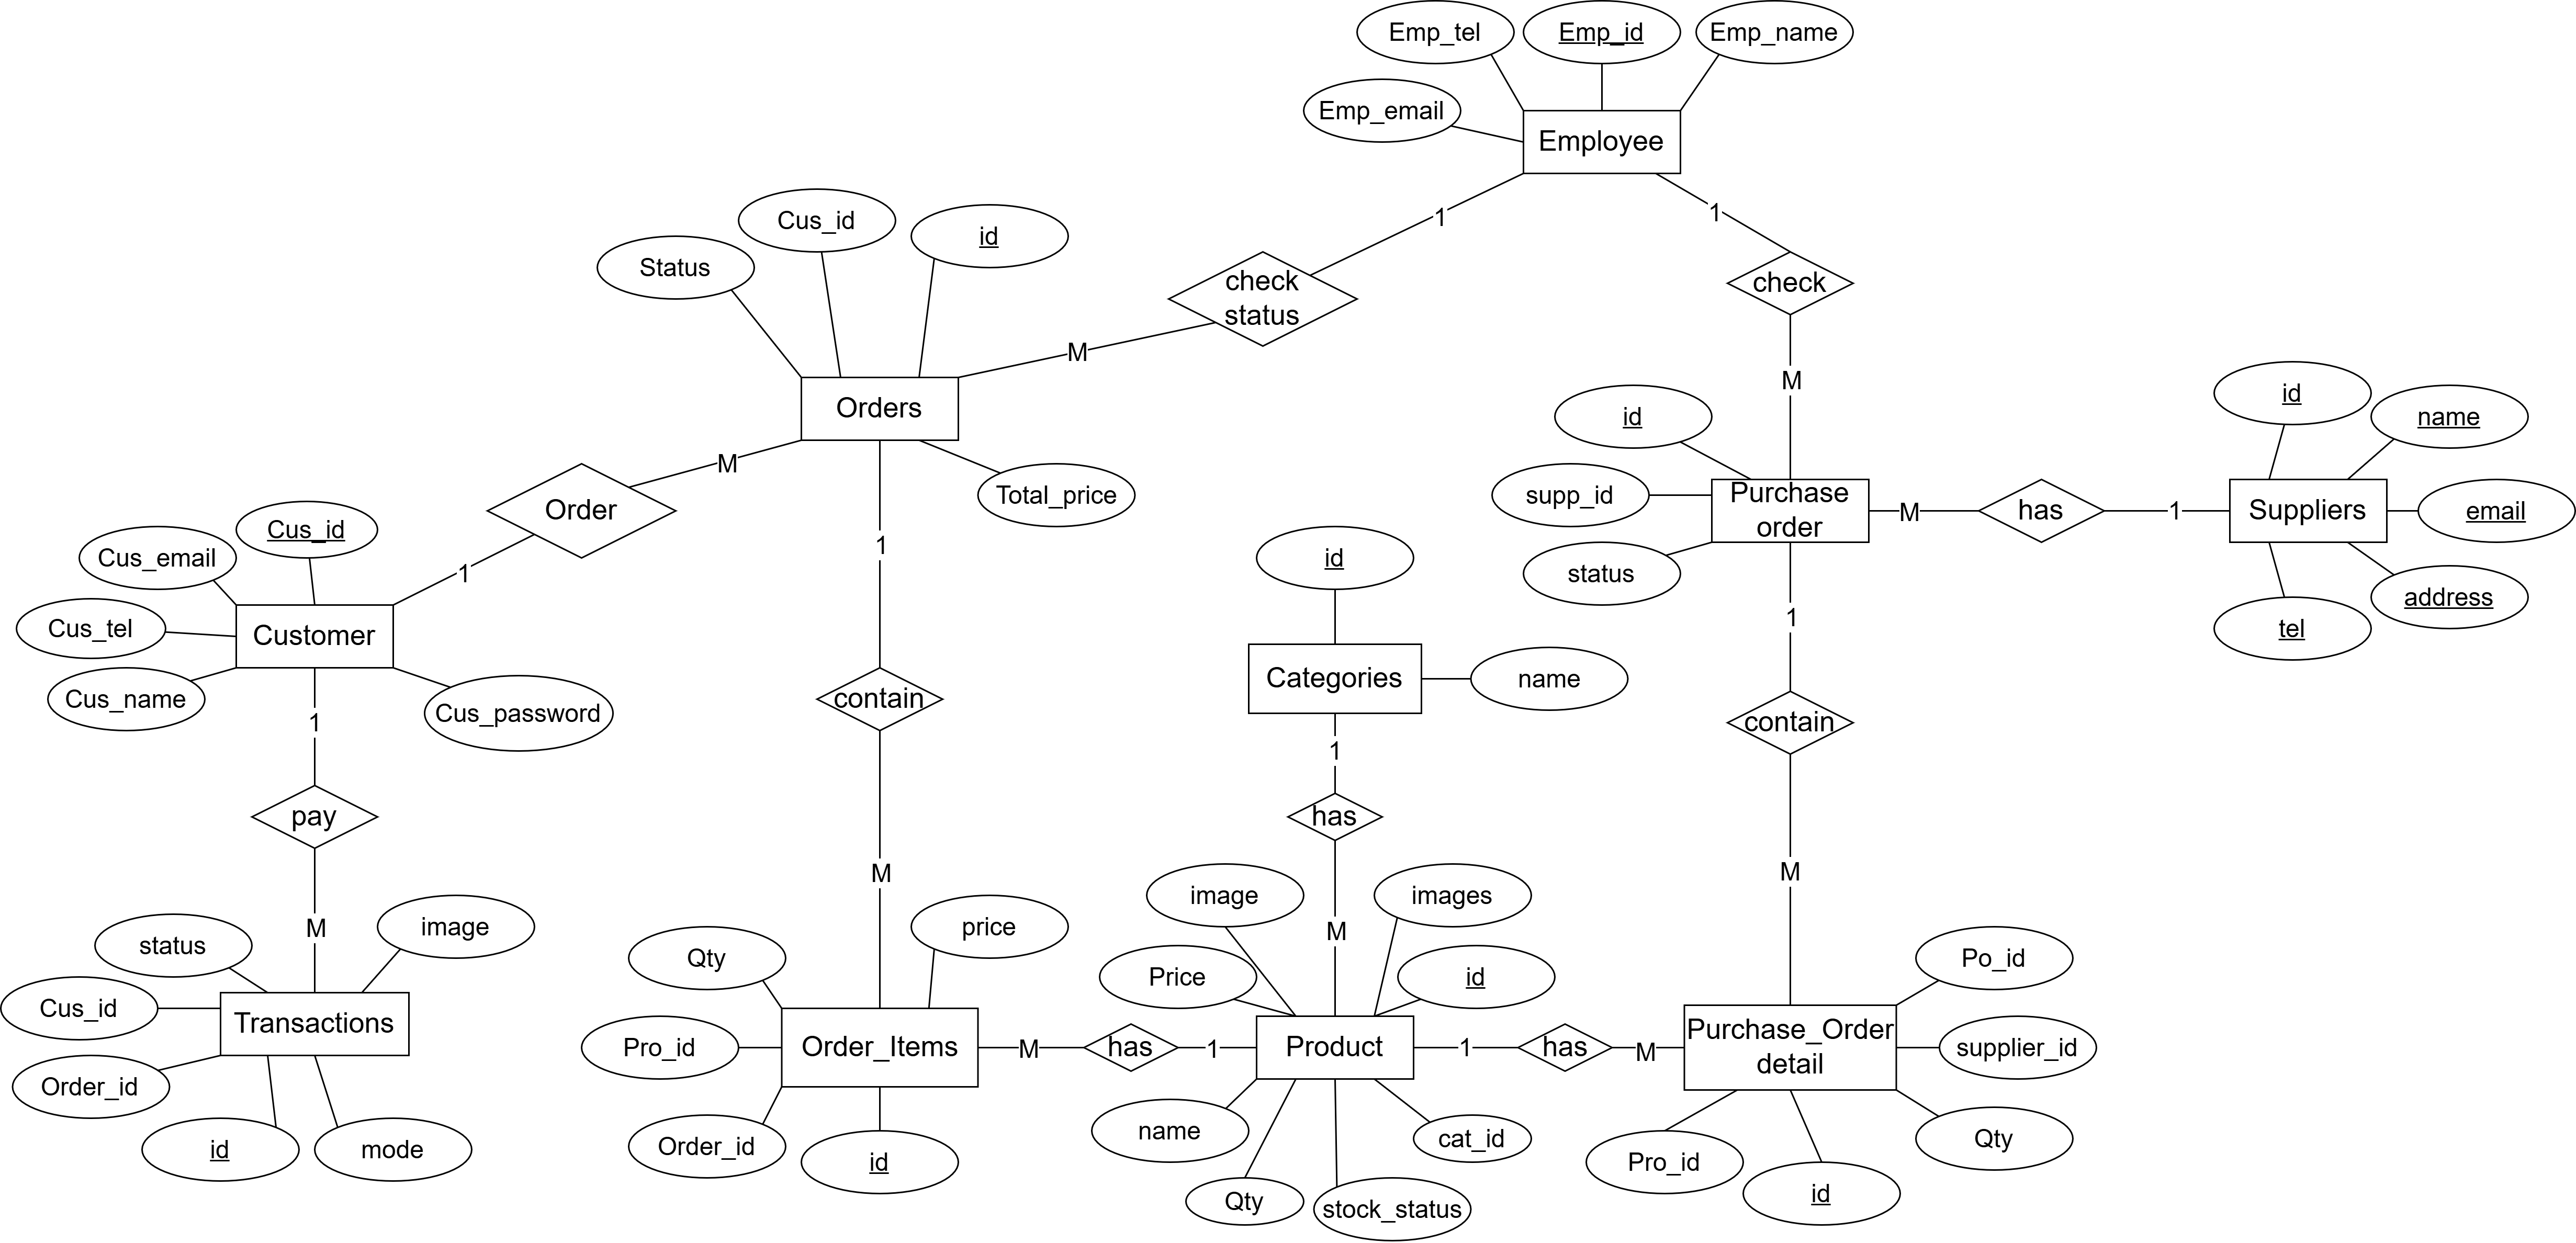 Emp_tel
Emp_id
Emp_name
Emp_email
Employee
1
1
Cus_id
id
Status
check
status
check
M
M
Orders
id
name
id
supp_id
Purchase
order
M
has
1
Suppliers
email
status
address
tel
M
Total_price
Order
1
Cus_id
Cus_email
Cus_tel
Customer
Cus_name
Cus_password
1
id
Categories
name
1
contain
contain
1
1
pay
has
M
M
M
M
status
image
Cus_id
Transactions
Order_id
id
mode
Qty
price
Pro_id
Order_Items
M
has
1
Order_id
id
image
images
Price
id
Product
1
has
M
name
cat_id
Qty
stock_status
Po_id
Purchase_Order
detail
supplier_id
Pro_id
Qty
id